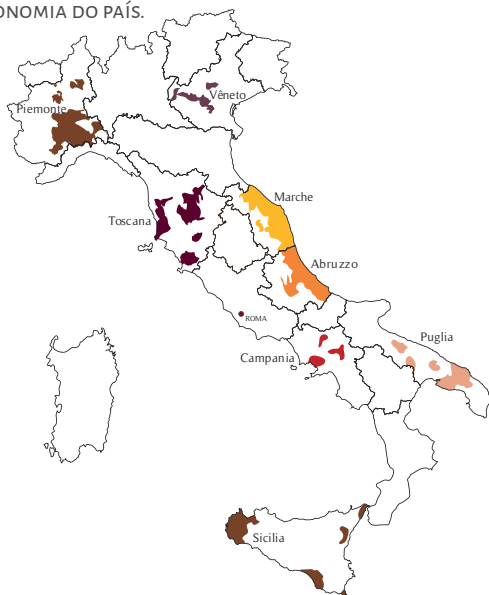 ONOMIA DO PAÍS.
Vêneto
Piemonte
Marche
Toscana
Abruzzo
ROMA
Puglia
Campania
Sicilia